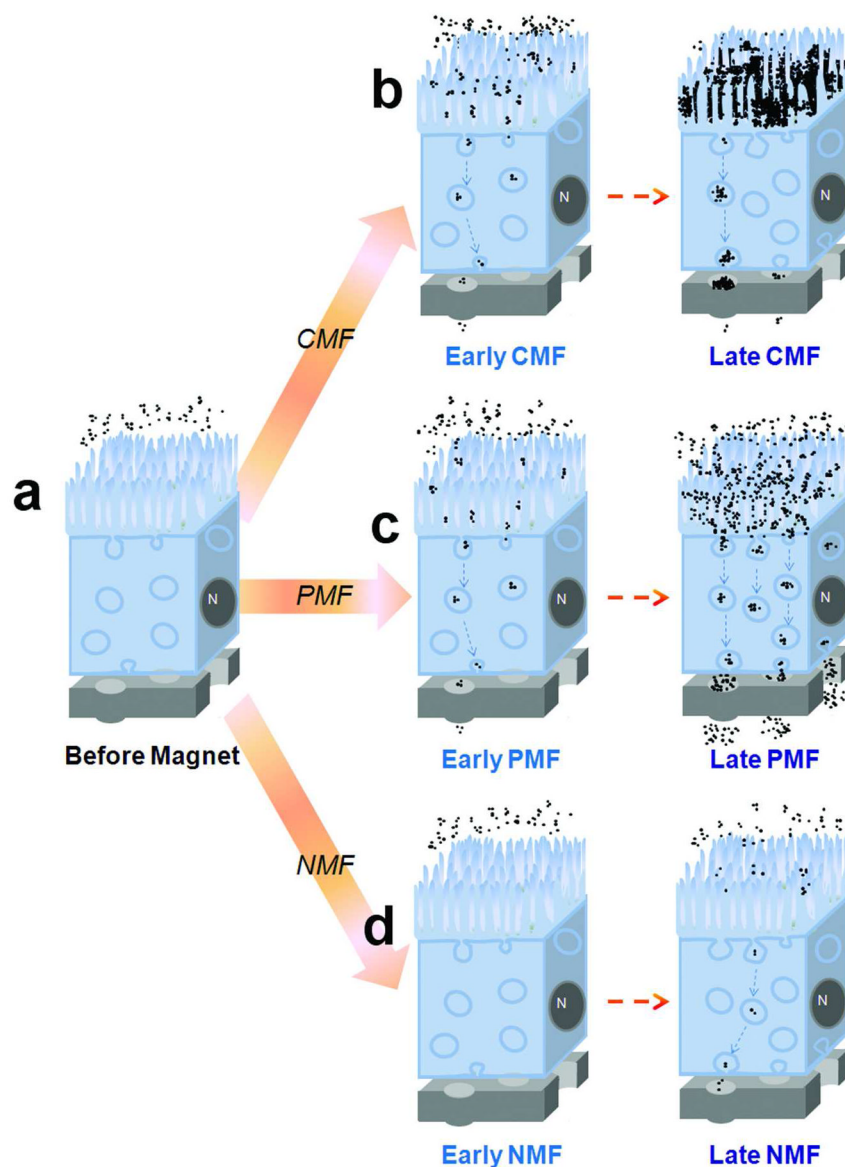 b
N
N
CMF
Early CMF
Late CMF
a
c
N
PMF
N
N
Before Magnet
Early PMF
Late PMF
NMF
d
N
N
Early NMF
Late NMF